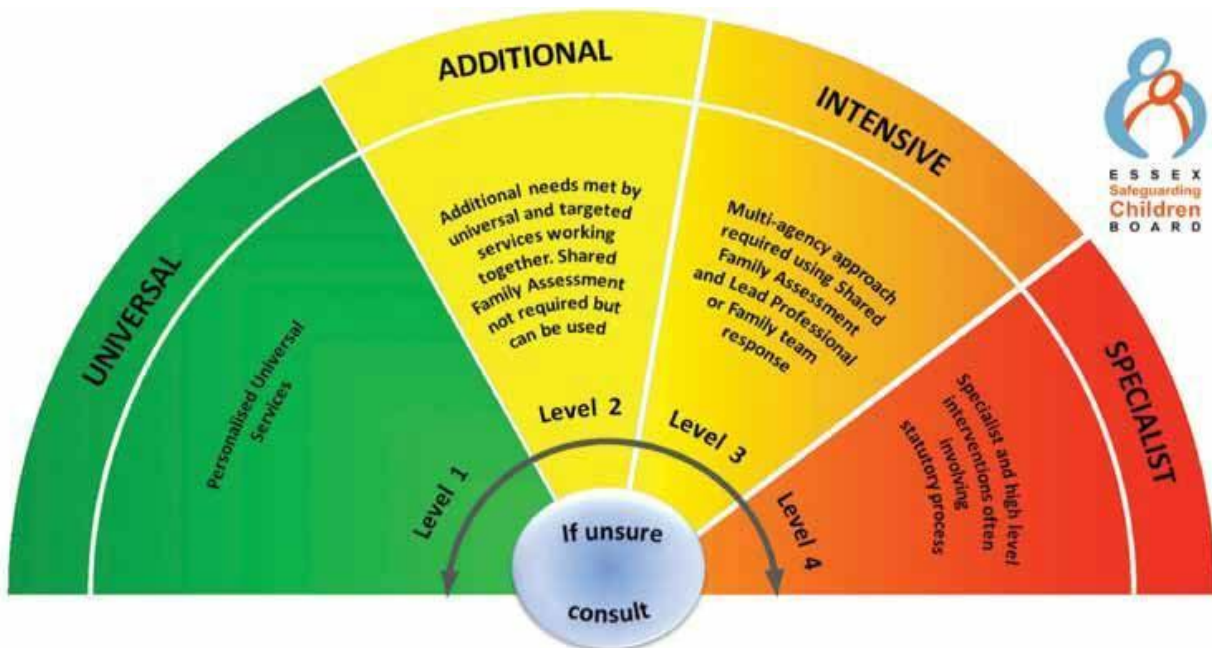 UNIVERSAL
Personalised Universal
Services
Level 1
ADDITIONAL
Additional needs met by
universal and targeted
services working
together. Shared
Family Assessment
not required but
can be used
Level 2
INTENSIVE
Multi-agency approach
required using Shared
Family Assessment
and Lead Professional
or Family team
response
Level 3
SPECIALIST
Specialist and high level
interventions often
involving
statutory process
Level 4
If unsure
consult
ESSEX
Safeguarding
Children
BOARD